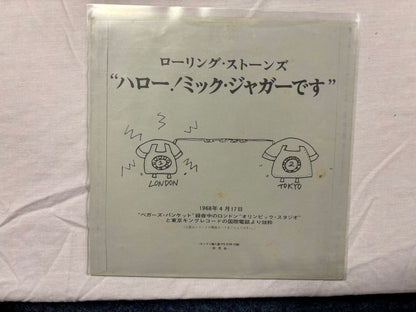 ローリング・ストーンズ
“ハロー!ミック・ジャガーです”
LONDON
TOKYO
1968年4月17日
“ベガーズ・バンケット”録音中のロンドン“オリンピック・スタジオ”
と東京キングレコードの国際電話より抜粋